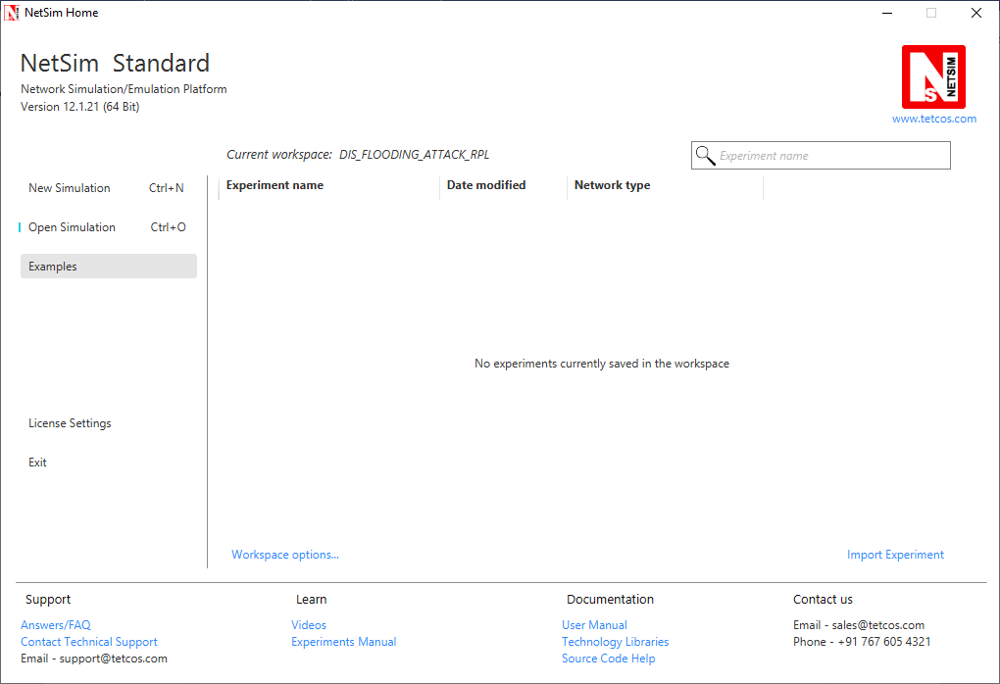 NetSim Home
NetSim Standard
Network Simulation/Emulation Platform
Version 12.1.21 (64 Bit)
N
S
NETSIM
www.tetcos.com
Current workspace: DIS_FLOODING_ATTACK_RPL
Experiment name
New Simulation Ctrl+N
Open Simulation Ctrl+O
Examples
License Settings
Exit
Experiment name Date modified Network type
No experiments currently saved in the workspace
Workspace options... Import Experiment
Support
Answers/FAQ
Contact Technical Support
Email - support@tetcos.com
Learn
Videos
Experiments Manual
Documentation
User Manual
Technology Libraries
Source Code Help
Contact us
Email - sales@tetcos.com
Phone - +91 767 605 4321